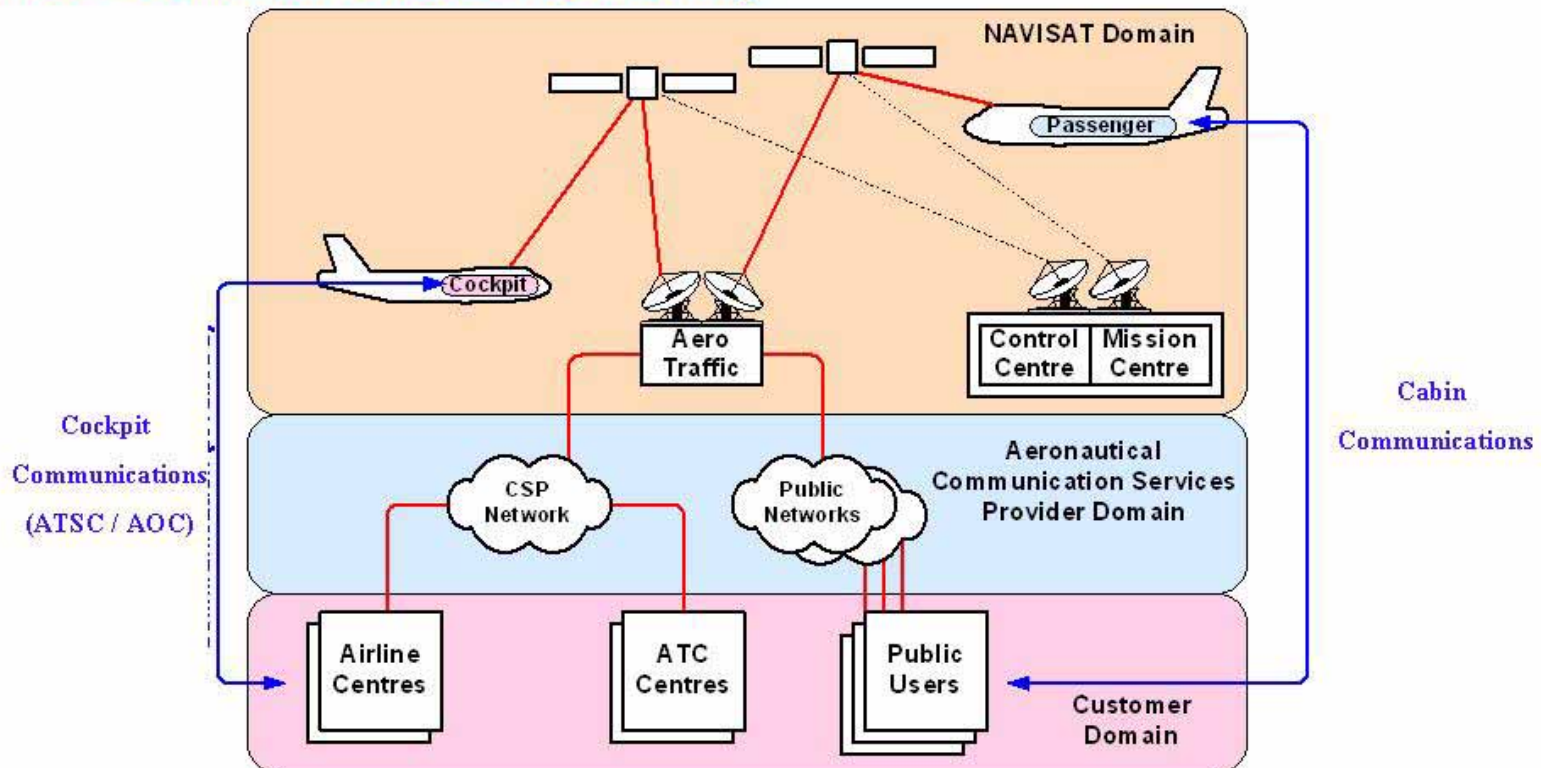 NAVISAT Domain
Passenger
Cockpit
Aero
Traffic
Control
Centre
Mission
Centre
Cockpit
Communications
(ATSC / AOC)
Cabin
Communications
Aeronautical
Communication Services
Provider Domain
CSP
Network
Public
Networks
Airline
Centres
ATC
Centres
Public
Users
Customer
Domain